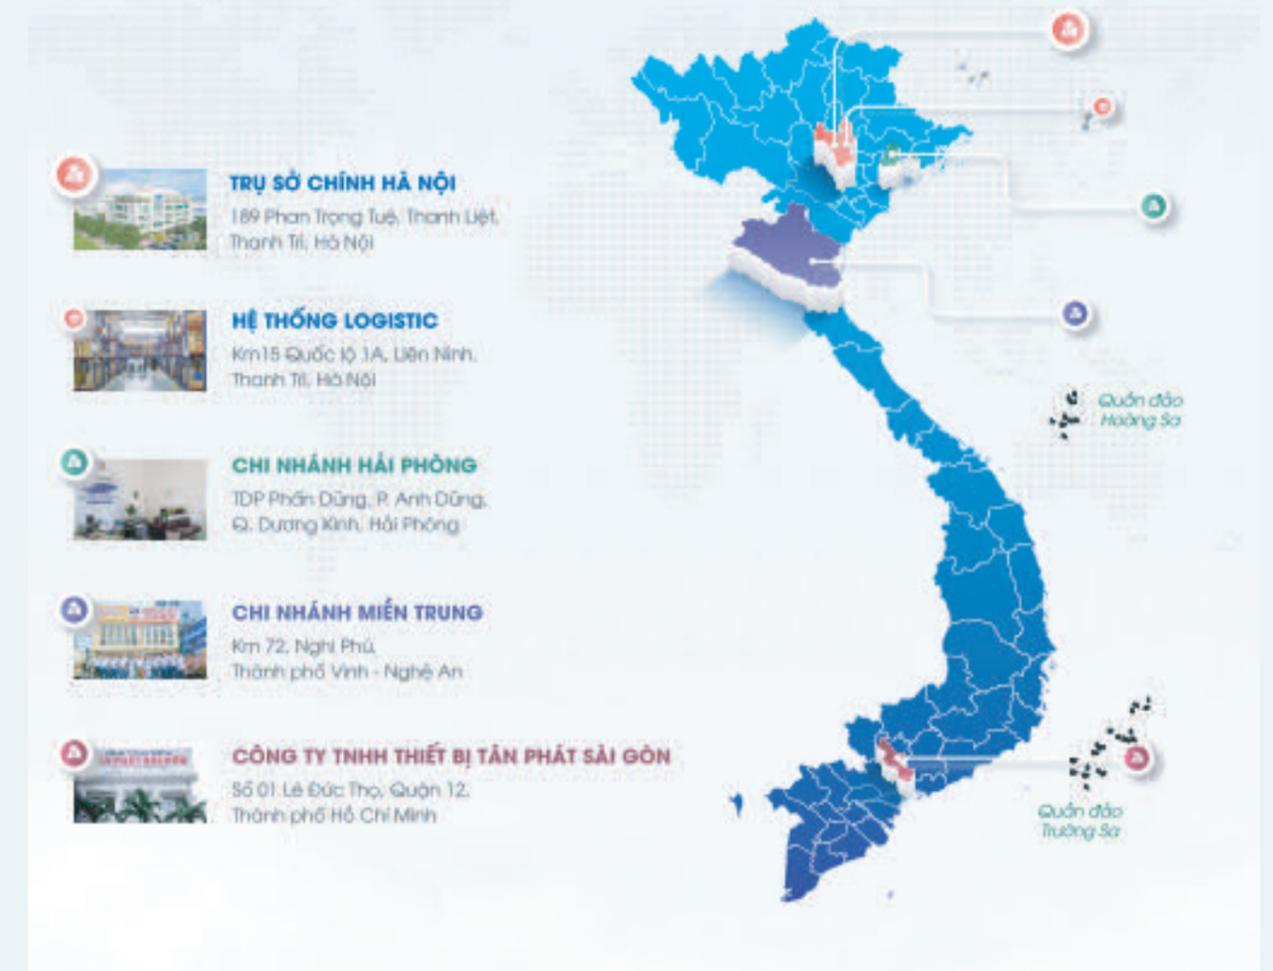 TRỤ SỞ CHÍNH HÀ NỘI
189 Phan Trọng Tuệ, Thanh Liệt,
Thanh Trì, Hà Nội
HỆ THỐNG LOGISTIC
Km15 Quốc lộ 1A, Liên Ninh,
Thanh Trì, Hà Nội
CHI NHÁNH HẢI PHÒNG
TDP Phấn Dũng, P. Anh Dũng,
Q. Dương Kinh, Hải Phòng
CHI NHÁNH MIỀN TRUNG
Km 72, Nghi Phú,
Thành phố Vinh - Nghệ An
CÔNG TY TNHH THIẾT BỊ TÂN PHÁT SÀI GÒN
Số 01 Lê Đức Thọ, Quận 12,
Thành phố Hồ Chí Minh
Quần đảo
Hoàng Sa
Quần đảo
Trường Sa